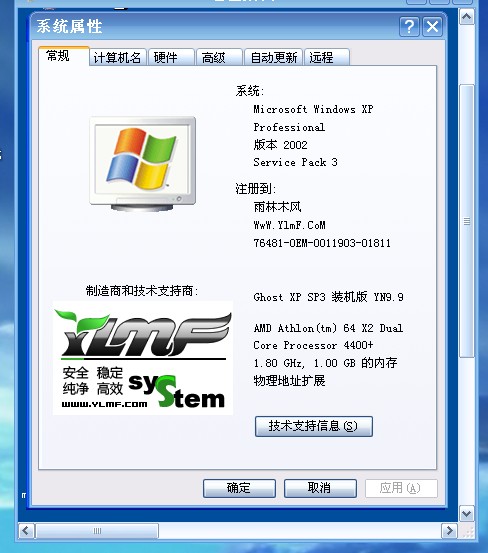 系统属性
常规
计算机名
硬件
高级
自动更新
远程
系统:
Microsoft Windows XP
Professional
版本 2002
Service Pack 3
注册到:
雨林木风
WwW.YlmF.CoM
76481-OEM-0011903-01811
制造商和技术支持商:
YLMF
安全 稳定
纯净 高效
system
www.YLMF.com
Ghost XP SP3 装机版 YN9.9
AMD Athlon(tm) 64 X2 Dual
Core Processor 4400+
1.80 GHz, 1.00 GB 的内存
物理地址扩展
技术支持信息(S)
确定
取消
应用(A)